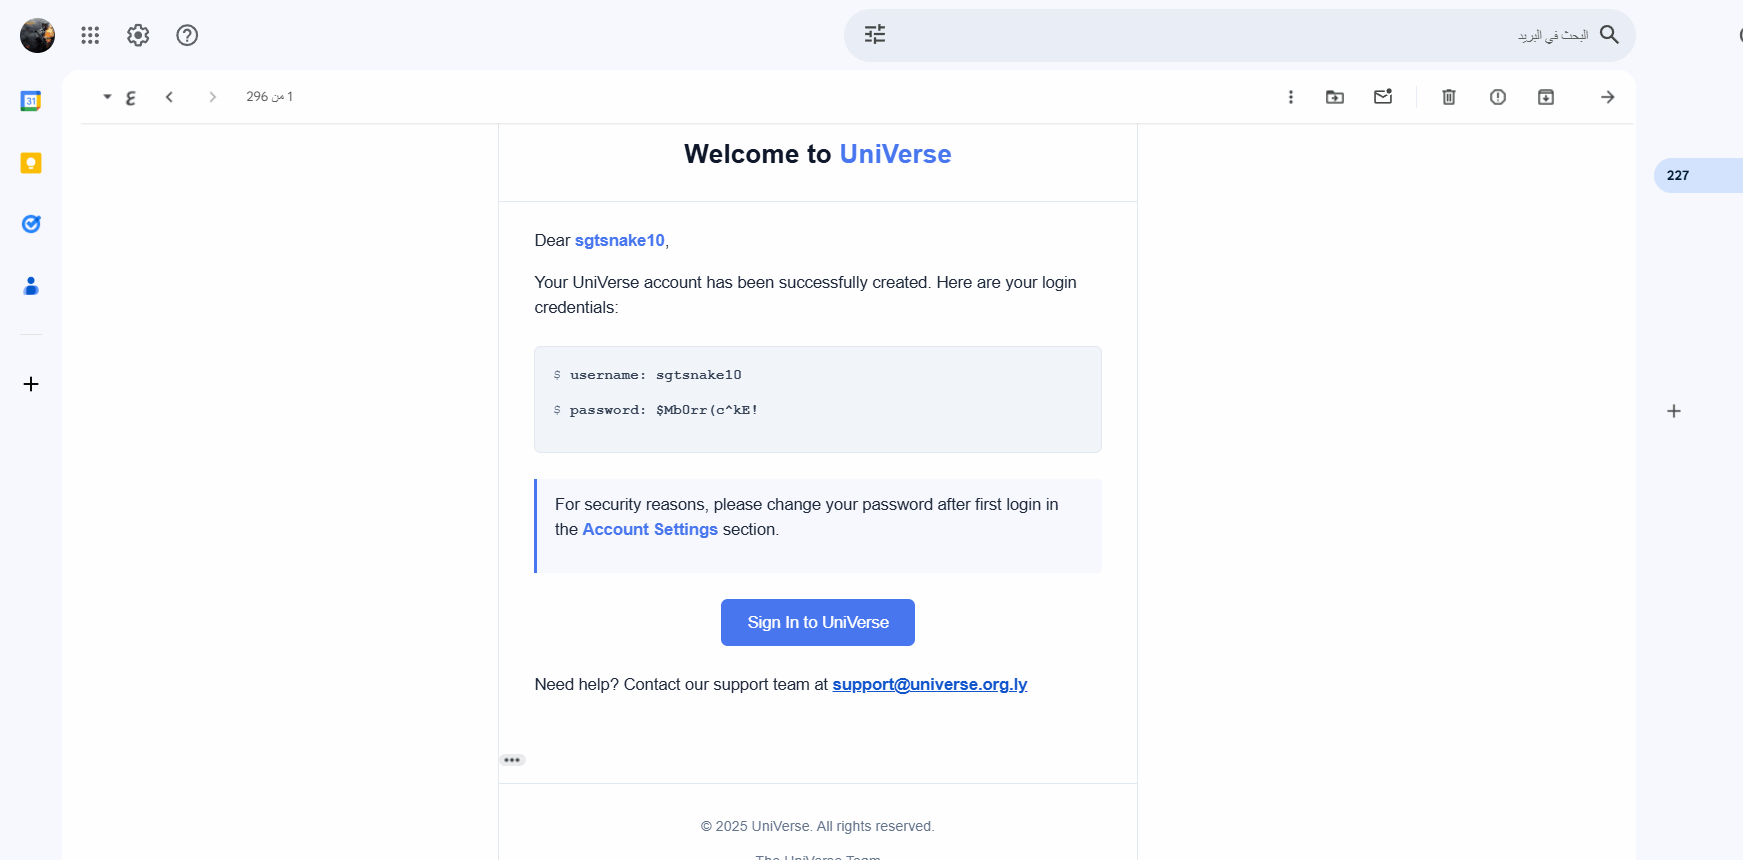 البحث في البريد
ع
1 من 296
227
Welcome to UniVerse
Dear sgtsnake10,
Your UniVerse account has been successfully created. Here are your login
credentials:
$ username: sgtsnake10
$ password: $Mb0rr(c^kE!
For security reasons, please change your password after first login in
the Account Settings section.
Sign In to UniVerse
Need help? Contact our support team at support@universe.org.ly
© 2025 UniVerse. All rights reserved.
The UniVerse Team